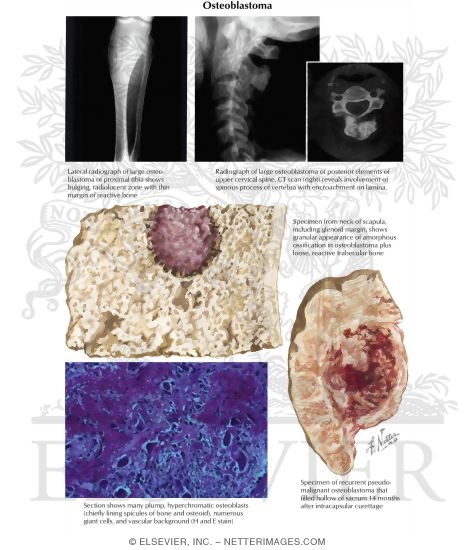 Osteoblastoma
Lateral radiograph of large osteo-
blastoma of proximal tibia shows
bulging, radiolucent zone with thin
margin of reactive bone
Radiograph of large osteoblastoma of posterior elements of
upper cervical spine. CT scan (right) reveals involvement of
spinous process of vertebra with encroachment on lamina.
Specimen from neck of scapula,
including glenoid margin, shows
granular appearance of amorphous
ossification in osteoblastoma plus
loose, reactive trabecular bone
F. Netter
Section shows many plump, hyperchromatic osteoblasts
(chiefly lining spicules of bone and osteoid), numerous
giant cells, and vascular background (H and E stain)
Specimen of recurrent pseudo-
malignant osteoblastoma that
filled hollow of sacrum 14 months
after intracapsular curettage
ELSEVIER
© ELSEVIER, INC. – NETTERIMAGES.COM